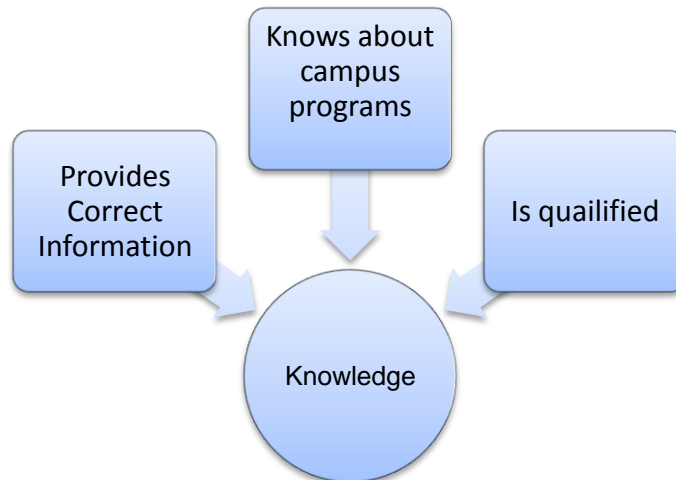 Knows about
campus
programs
Provides
Correct
Information
Is quailified
Knowledge